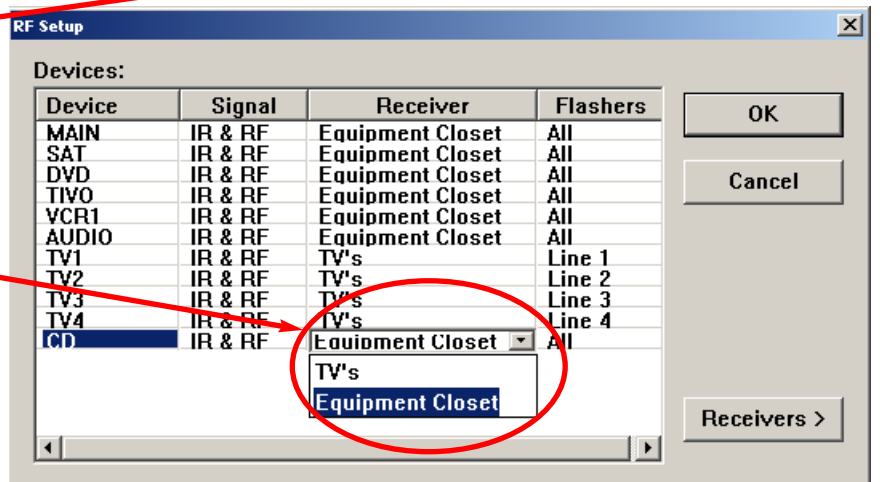 RF Setup
Devices:
Device Signal Receiver Flashers
MAIN IR & RF Equipment Closet All
SAT IR & RF Equipment Closet All
DVD IR & RF Equipment Closet All
TIVO IR & RF Equipment Closet All
VCR1 IR & RF Equipment Closet All
AUDIO IR & RF Equipment Closet All
TV1 IR & RF TV's Line 1
TV2 IR & RF TV's Line 2
TV3 IR & RF TV's Line 3
TV4 IR & RF TV's Line 4
CD IR & RF Equipment Closet All
TV's
Equipment Closet
OK
Cancel
Receivers >